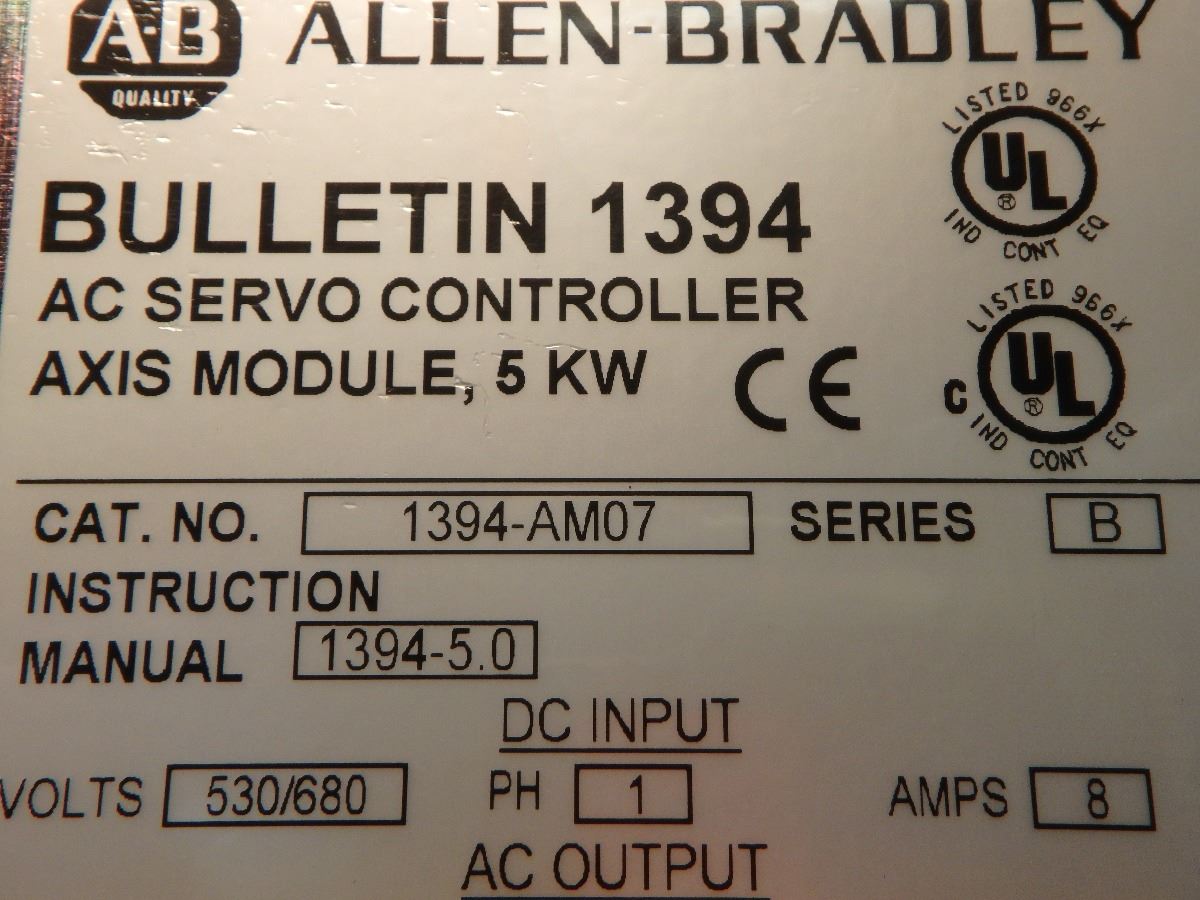 A-B ALLEN-BRADLEY
QUALITY
LISTED 966X
UL
®
IND CONT EQ
BULLETIN 1394
AC SERVO CONTROLLER
AXIS MODULE, 5 KW
CE
LISTED 966X
C UL
®
IND CONT EQ
CAT. NO. 1394-AM07 SERIES B
INSTRUCTION
MANUAL 1394-5.0
DC INPUT
VOLTS 530/680 PH 1 AMPS 8
AC OUTPUT